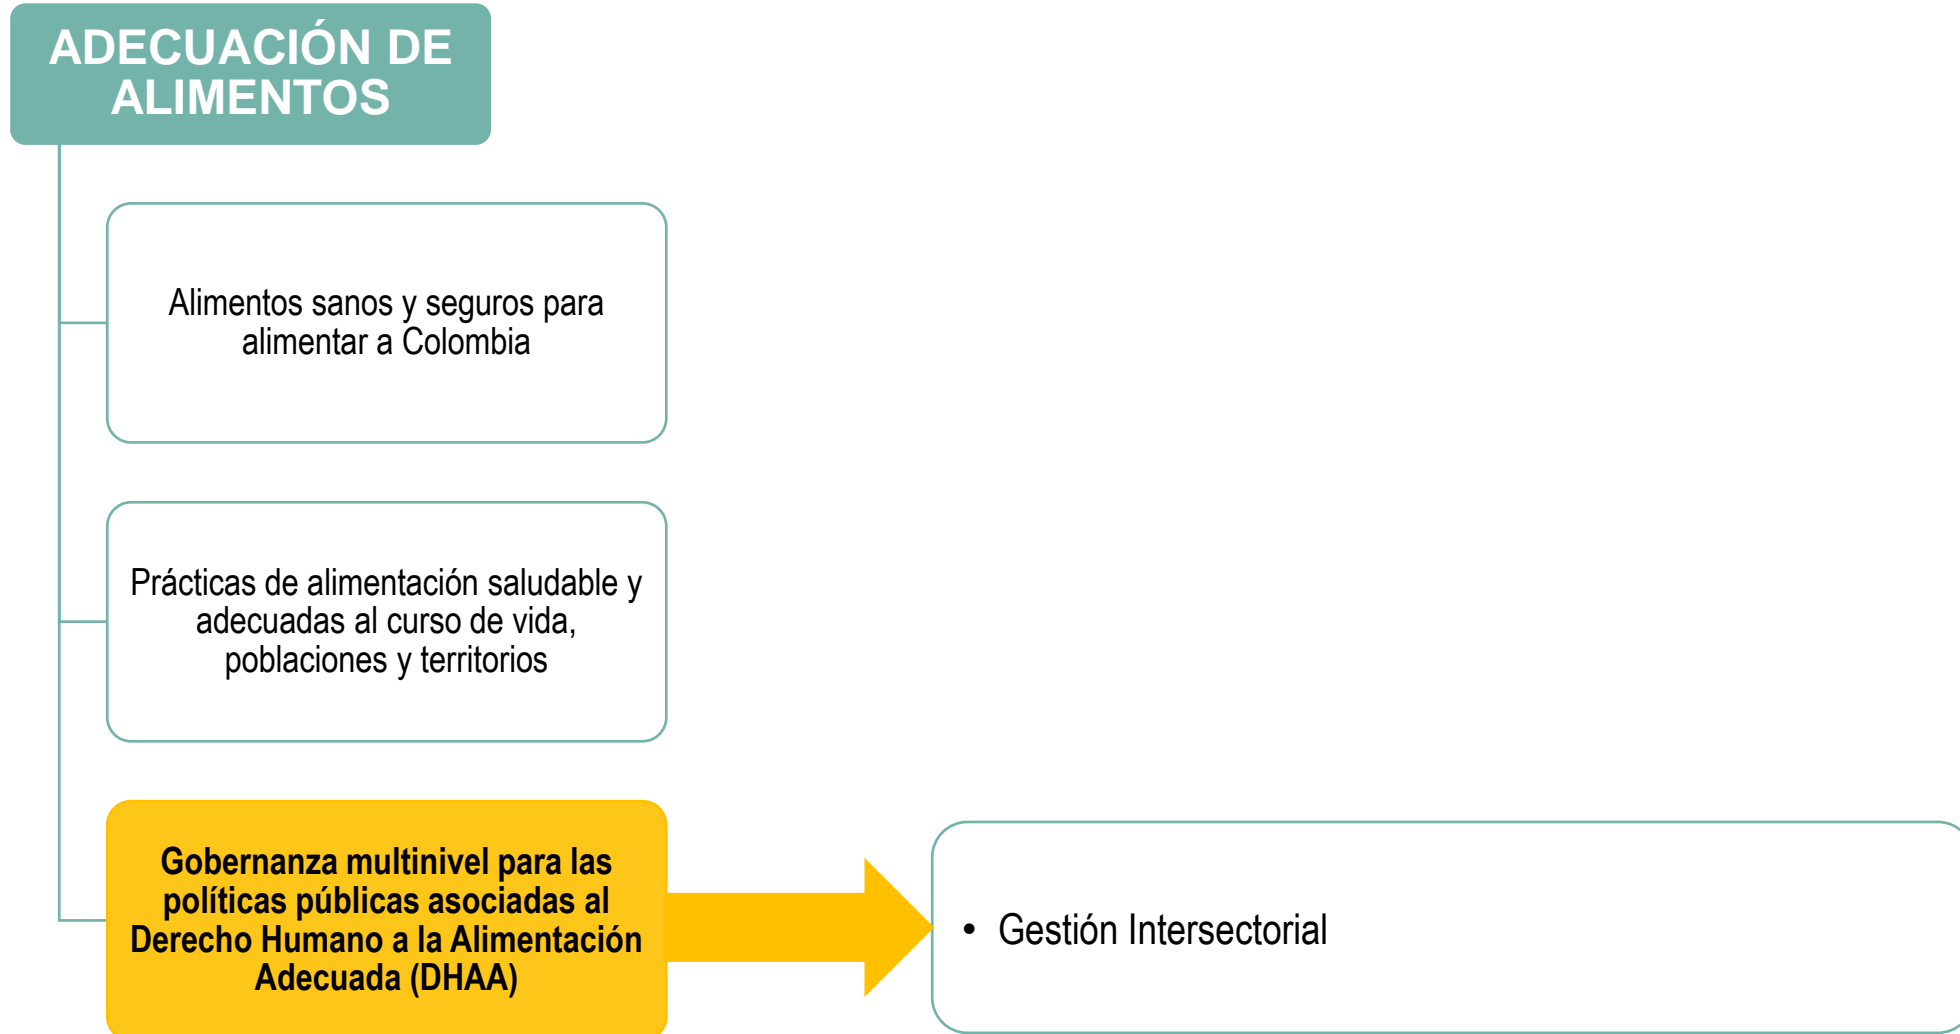 ADECUACIÓN DE
ALIMENTOS
Alimentos sanos y seguros para
alimentar a Colombia
Prácticas de alimentación saludable y
adecuadas al curso de vida,
poblaciones y territorios
Gobernanza multinivel para las
políticas públicas asociadas al
Derecho Humano a la Alimentación
Adecuada (DHAA)
• Gestión Intersectorial